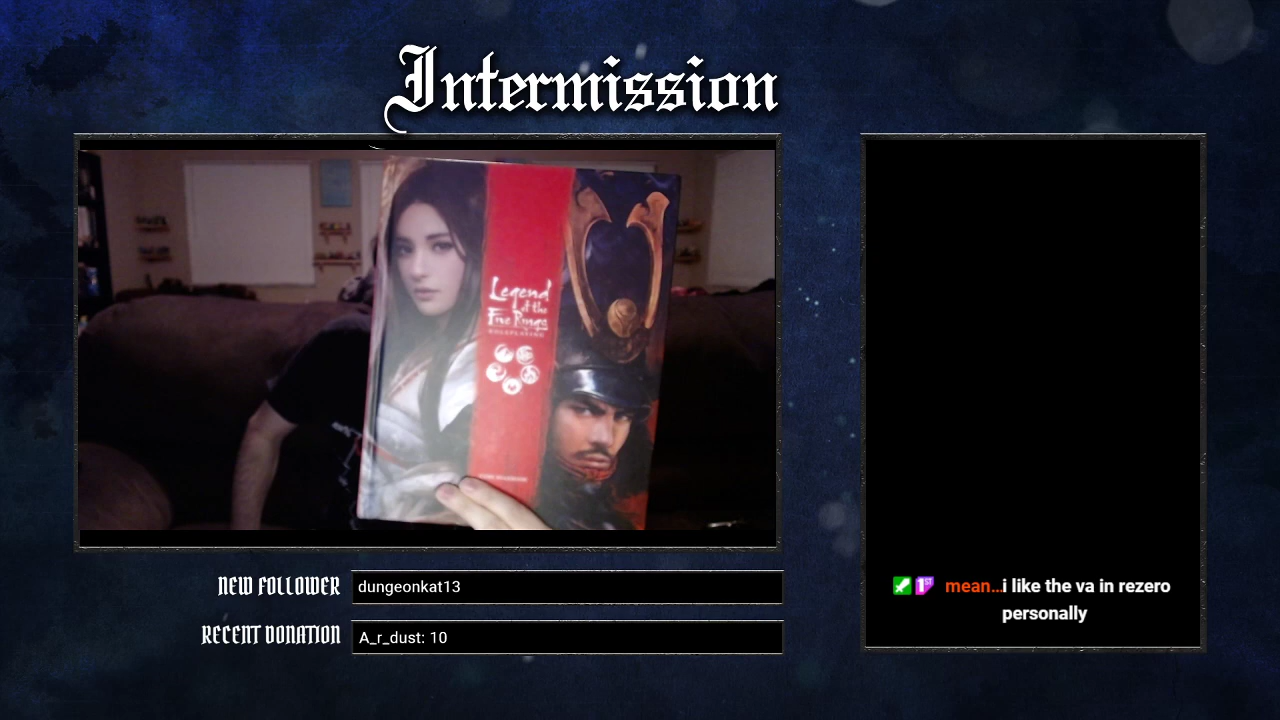 Intermission
Legend
of the
Five Rings
ROLEPLAYING
NEW FOLLOWER
dungeonkat13
RECENT DONATION
A_r_dust: 10
1ST mean...i like the va in rezero
personally